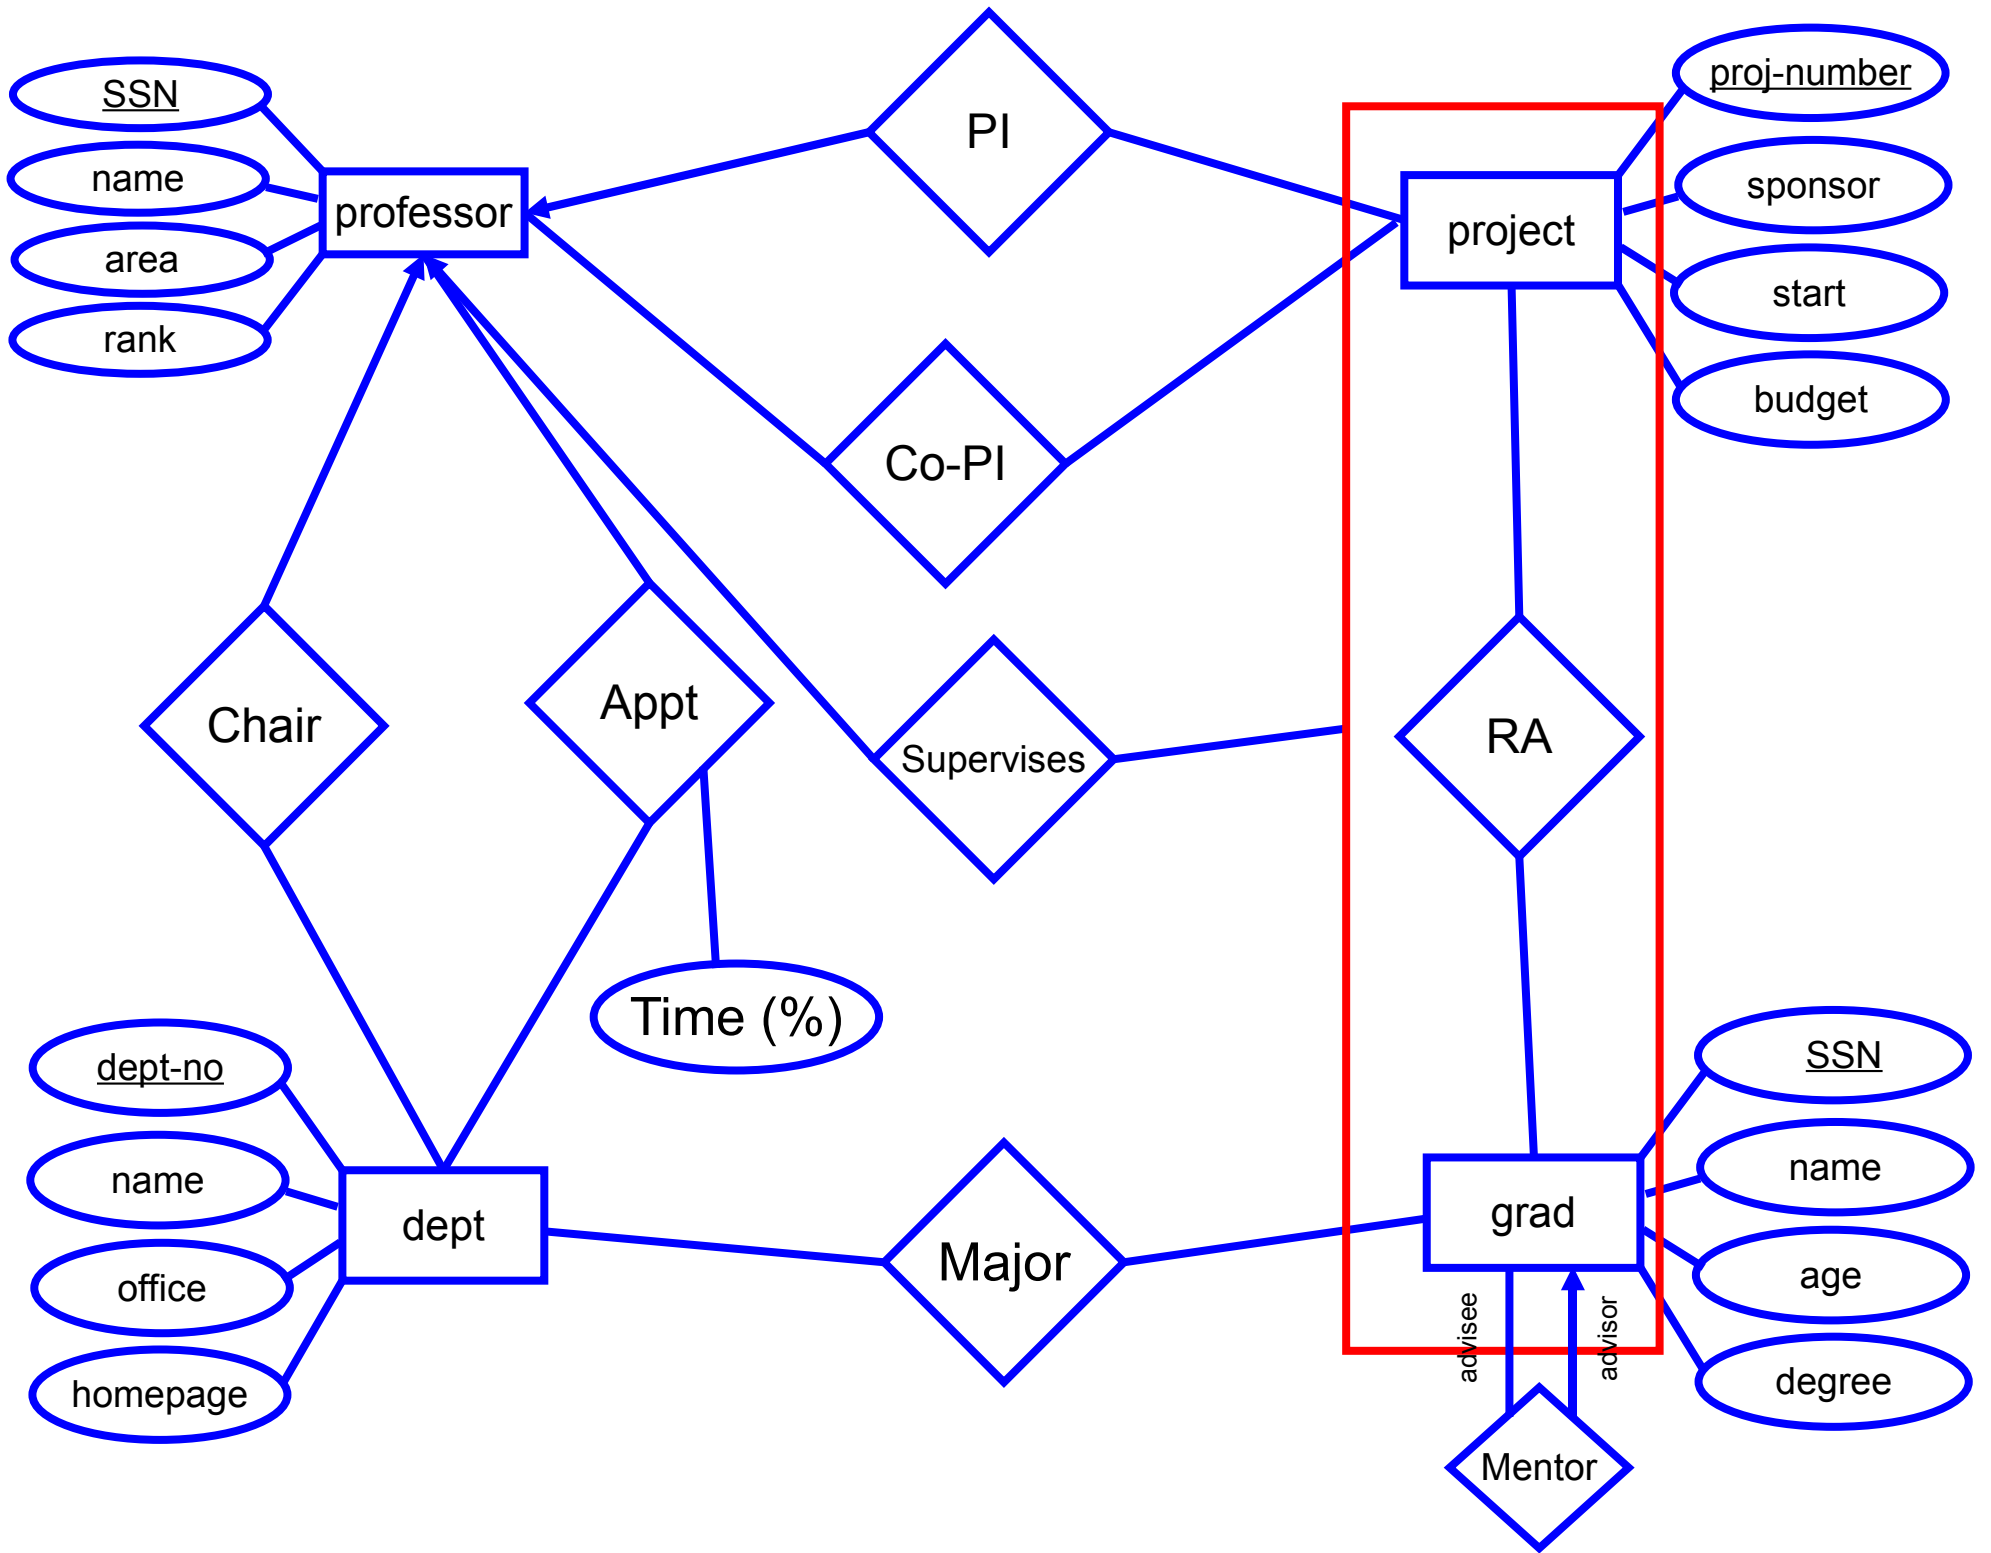 SSN
name
area
rank
professor
PI
project
proj-number
sponsor
start
budget
Co-PI
Chair
Appt
Supervises
RA
Time (%)
dept-no
name
office
homepage
dept
Major
grad
SSN
name
age
degree
advisee
advisor
Mentor